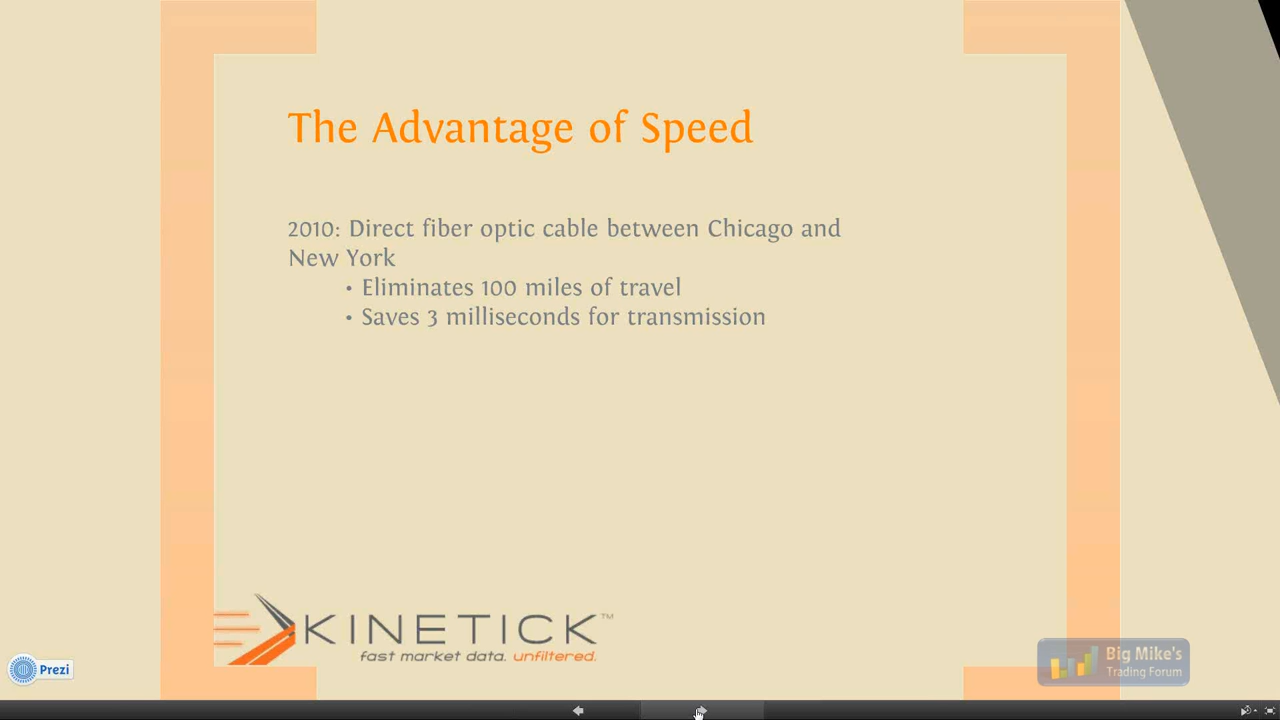 The Advantage of Speed
2010: Direct fiber optic cable between Chicago and
New York
• Eliminates 100 miles of travel
• Saves 3 milliseconds for transmission
KINETICK™
fast market data. unfiltered.
Prezi
Big Mike's
Trading Forum